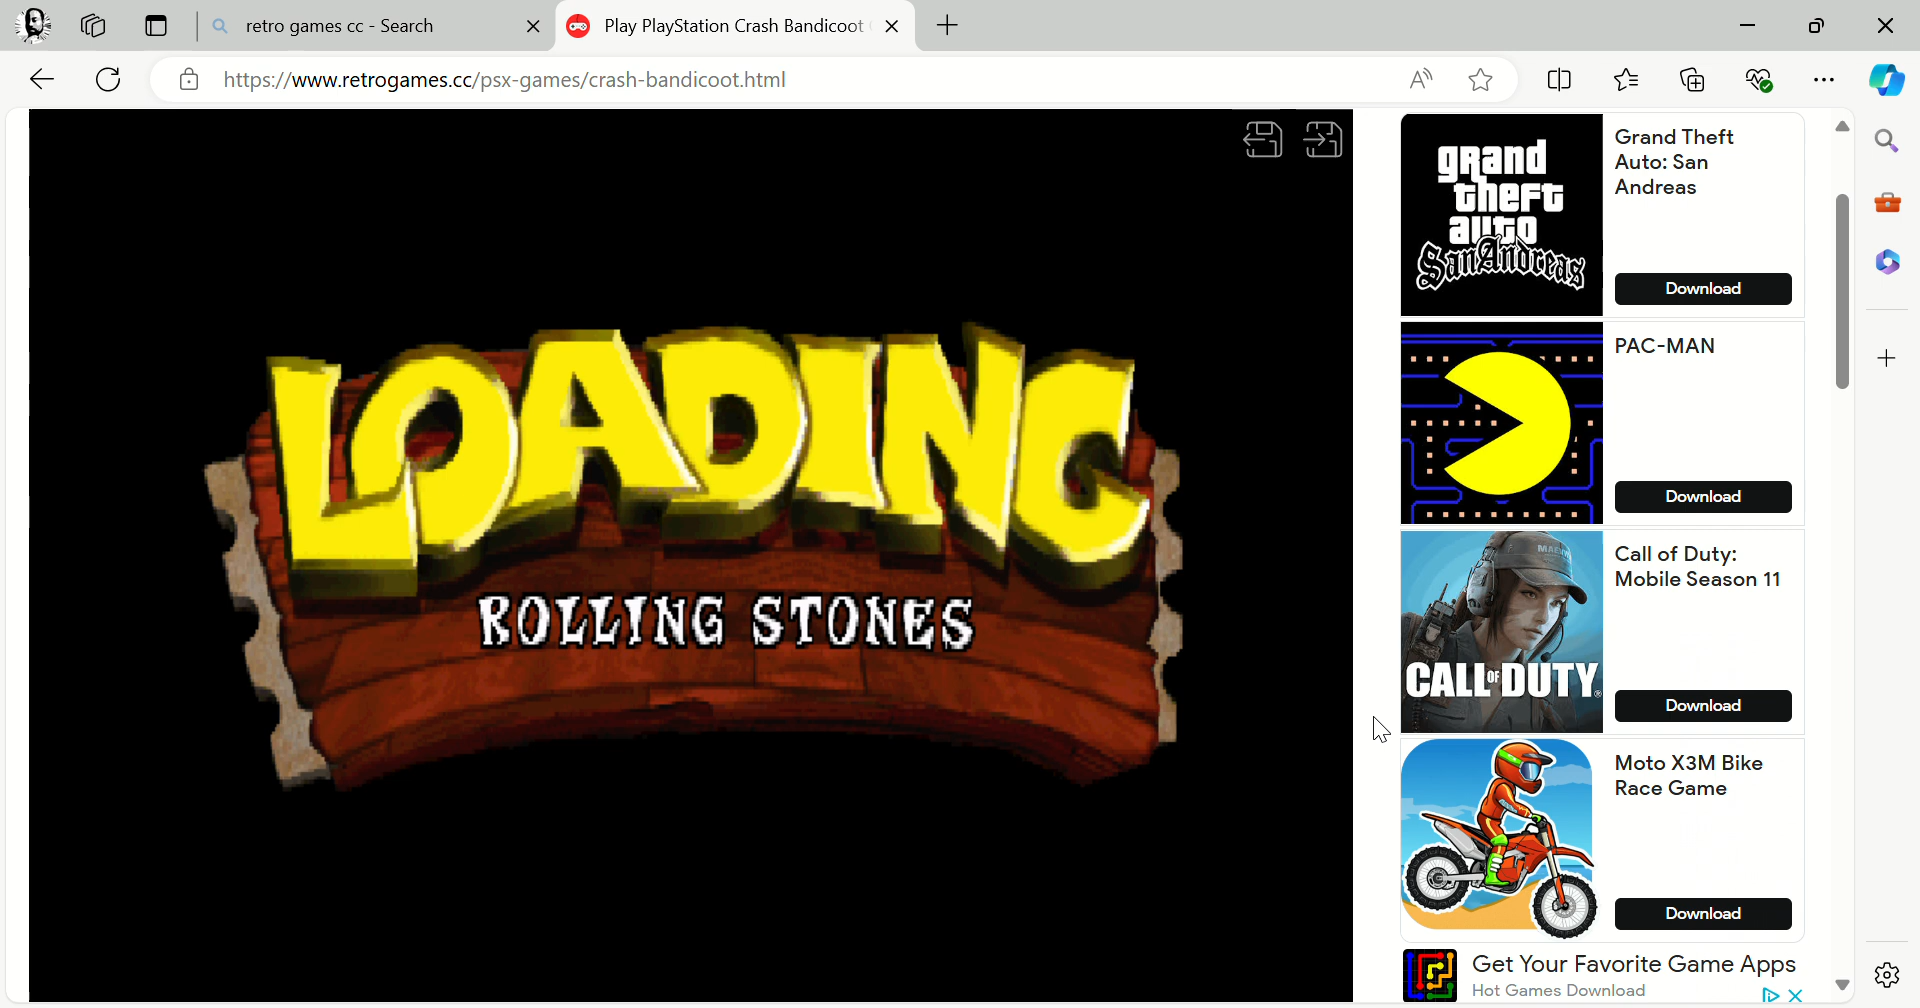 retro games cc - Search
Play PlayStation Crash Bandicoot
https://www.retrogames.cc/psx-games/crash-bandicoot.html
LOADING
ROLLING STONES
grand
theft
auto
San Andreas
Grand Theft
Auto: San
Andreas
Download
PAC-MAN
Download
CALL OF DUTY
Call of Duty:
Mobile Season 11
Download
Moto X3M Bike
Race Game
Download
Get Your Favorite Game Apps
Hot Games Download